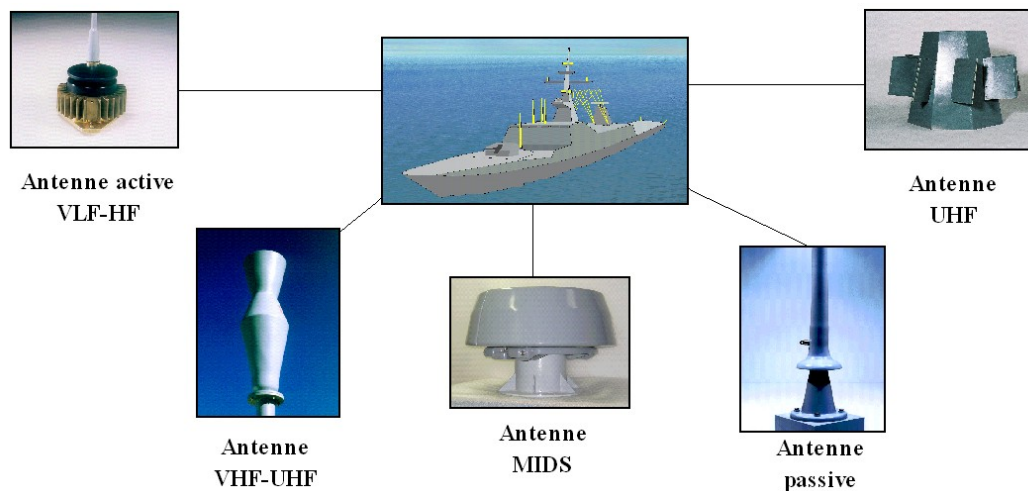 Antenne active
VLF-HF
Antenne
UHF
Antenne
VHF-UHF
Antenne
MIDS
Antenne
passive